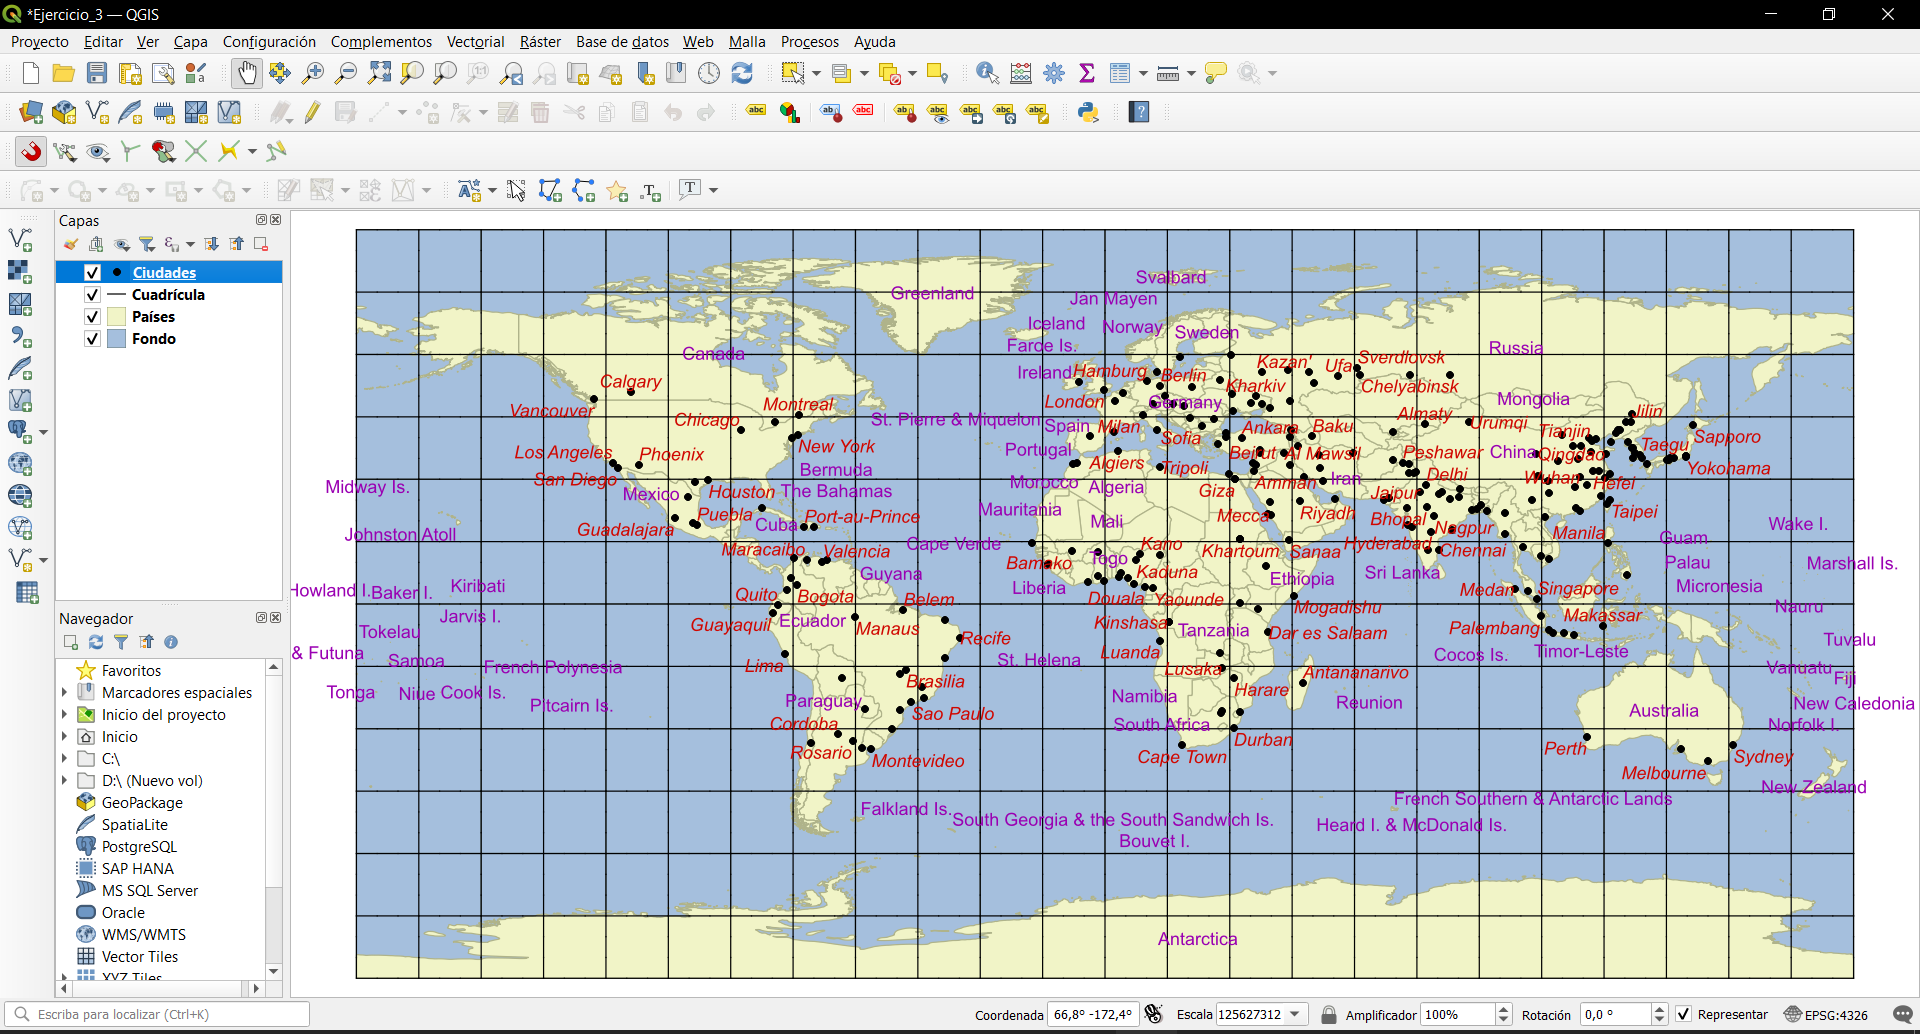 *Ejercicio_3 — QGIS
Proyecto Editar Ver Capa Configuración Complementos Vectorial Ráster Base de datos Web Malla Procesos Ayuda
Capas
Ciudades
Cuadrícula
Países
Fondo
Navegador
Favoritos
Marcadores espaciales
Inicio del proyecto
Inicio
C:\
D:\ (Nuevo vol)
GeoPackage
SpatiaLite
PostgreSQL
SAP HANA
MS SQL Server
Oracle
WMS/WMTS
Vector Tiles
XYZ Tiles
Svalbard
Greenland
Jan Mayen
Iceland Norway Sweden
Faroe Is.
Canada
Russia
Kazan' Ufa Sverdlovsk
Ireland Hamburg Berlin
Calgary
Kharkiv Chelyabinsk
Vancouver
Montreal
London Germany
Mongolia
Chicago
St. Pierre & Miquelon
Spain Milan
Ankara Baku
Almaty Urumqi
Jilin
Tianjin
Sofia
Sapporo
Los Angeles Phoenix New York
Portugal
Beirut Al Mawsil
Peshawar China Qingdao Taegu
Algiers Tripoli
Yokohama
San Diego
Bermuda
Midway Is.
Mexico Houston The Bahamas
Morocco Algeria
Giza Amman Iran
Delhi Wuhan Hefei
Jaipur
Mauritania
Puebla Cuba Port-au-Prince
Mali
Mecca Riyadh
Bhopal
Taipei
Guadalajara
Nagpur
Wake I.
Johnston Atoll
Manila
Guam
Maracaibo Valencia
Cape Verde
Kano
Khartoum Sanaa Hyderabad Chennai
Bamako Togo
Palau
Marshall Is.
Guyana
Kaduna
Ethiopia Sri Lanka
Howland I. Baker I. Kiribati
Liberia
Medan Singapore
Micronesia
Quito Bogota Belem
Douala Yaounde
Mogadishu
Nauru
Jarvis I.
Makassar
Guayaquil Ecuador Manaus
Kinshasa
Tanzania Dar es Salaam
Palembang
Tokelau
Recife
Tuvalu
& Futuna
Luanda
Cocos Is. Timor-Leste
Samoa French Polynesia
Lima
St. Helena
Lusaka
Antananarivo
Vanuatu
Fiji
Brasilia
Tonga Niue Cook Is.
Harare
Pitcairn Is.
Paraguay
Namibia
Reunion
New Caledonia
Australia
Sao Paulo
Cordoba
South Africa
Norfolk I.
Durban
Rosario
Perth
Montevideo
Cape Town
Sydney
Melbourne
New Zealand
French Southern & Antarctic Lands
Falkland Is.
South Georgia & the South Sandwich Is.
Heard I. & McDonald Is.
Bouvet I.
Antarctica
Escriba para localizar (Ctrl+K)
Coordenada 66,8° -172,4° Escala 125627312 Amplificador 100% Rotación 0,0 ° Representar EPSG:4326